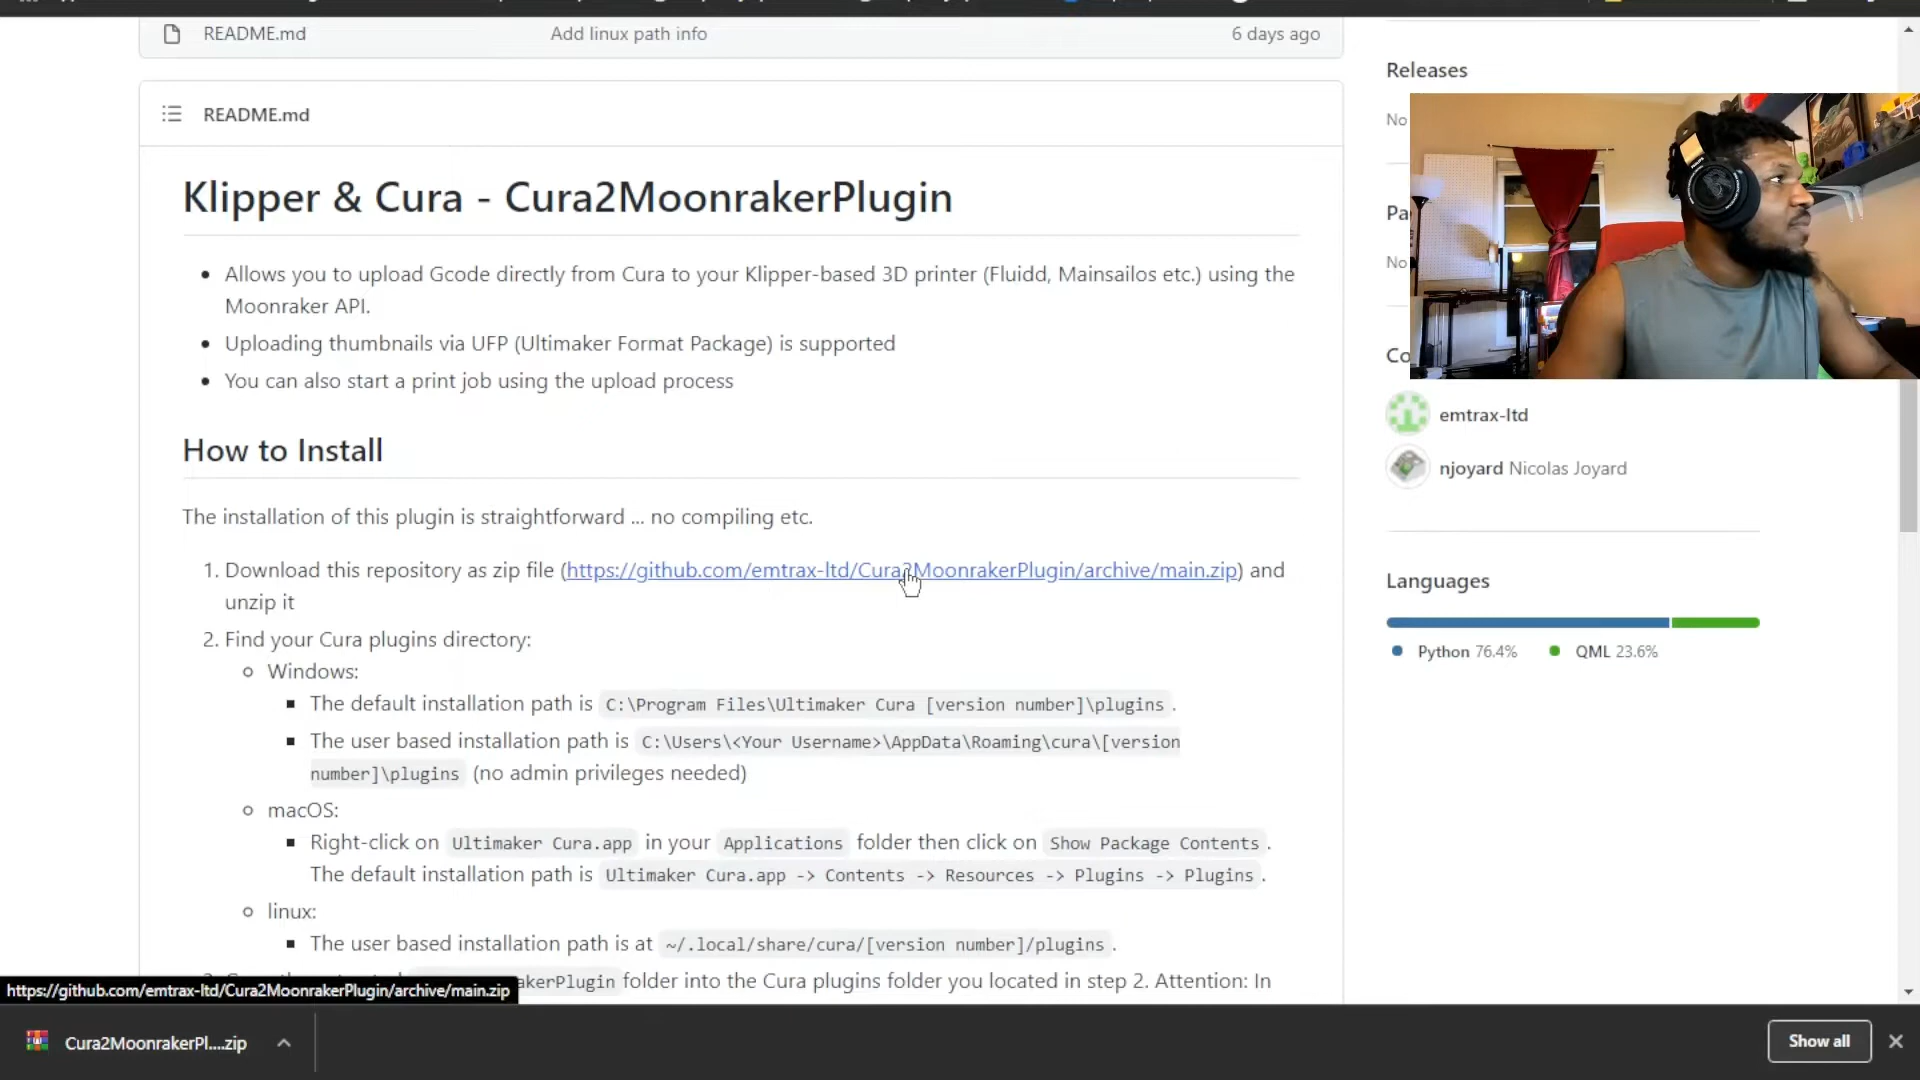 README.md Add linux path info 6 days ago
Releases
README.md
No
Klipper & Cura - Cura2MoonrakerPlugin
Pa
Allows you to upload Gcode directly from Cura to your Klipper-based 3D printer (Fluidd, Mainsailos etc.) using the
Moonraker API.
No
Uploading thumbnails via UFP (Ultimaker Format Package) is supported
Co
You can also start a print job using the upload process
emtrax-ltd
njoyard Nicolas Joyard
How to Install
The installation of this plugin is straightforward ... no compiling etc.
1. Download this repository as zip file (https://github.com/emtrax-ltd/Cura2MoonrakerPlugin/archive/main.zip) and
unzip it
Languages
Python 76.4% QML 23.6%
2. Find your Cura plugins directory:
Windows:
The default installation path is C:\Program Files\Ultimaker Cura [version number]\plugins .
The user based installation path is C:\Users\<Your Username>\AppData\Roaming\cura\[version
number]\plugins (no admin privileges needed)
macOS:
Right-click on Ultimaker Cura.app in your Applications folder then click on Show Package Contents .
The default installation path is Ultimaker Cura.app -> Contents -> Resources -> Plugins -> Plugins .
linux:
The user based installation path is at ~/.local/share/cura/[version number]/plugins .
akerPlugin folder into the Cura plugins folder you located in step 2. Attention: In
https://github.com/emtrax-ltd/Cura2MoonrakerPlugin/archive/main.zip
Cura2MoonrakerPl....zip
Show all